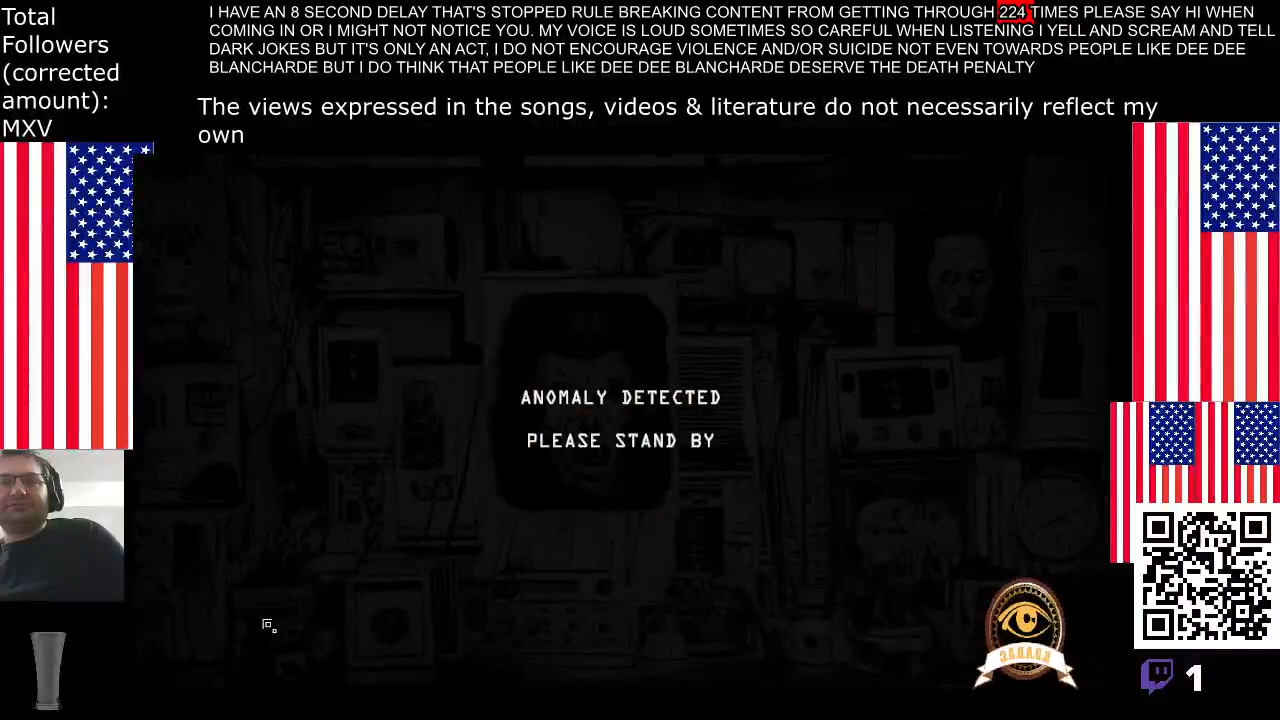 Total
Followers
(corrected
amount):
MXV
I HAVE AN 8 SECOND DELAY THAT'S STOPPED RULE BREAKING CONTENT FROM GETTING THROUGH 224 TIMES PLEASE SAY HI WHEN
COMING IN OR I MIGHT NOT NOTICE YOU. MY VOICE IS LOUD SOMETIMES SO CAREFUL WHEN LISTENING I YELL AND SCREAM AND TELL
DARK JOKES BUT IT'S ONLY AN ACT, I DO NOT ENCOURAGE VIOLENCE AND/OR SUICIDE NOT EVEN TOWARDS PEOPLE LIKE DEE DEE
BLANCHARDE BUT I DO THINK THAT PEOPLE LIKE DEE DEE BLANCHARDE DESERVE THE DEATH PENALTY
The views expressed in the songs, videos & literature do not necessarily reflect my
own
ANOMALY DETECTED
PLEASE STAND BY
1